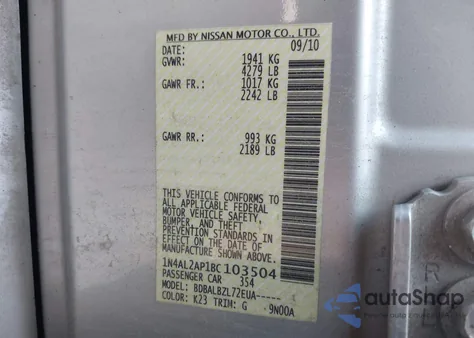 MFD BY NISSAN MOTOR CO., LTD.
DATE: 09/10
GVWR: 1941 KG
4279 LB
GAWR FR.: 1017 KG
2242 LB
GAWR RR.: 993 KG
2189 LB
THIS VEHICLE CONFORMS TO
ALL APPLICABLE FEDERAL
MOTOR VEHICLE SAFETY,
BUMPER, AND THEFT
PREVENTION STANDARDS IN
EFFECT ON THE DATE OF
MANUFACTURE SHOWN ABOVE.
1N4AL2AP1BC103504
PASSENGER CAR 354
MODEL: BDBALBZL72EUA-----
COLOR: K23 TRIM: G 9N00A
R
L
autaShop